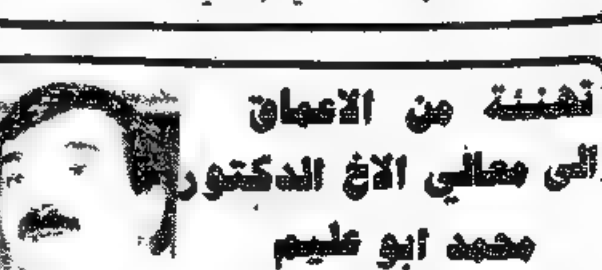 تهنئة من الاعماق
الى معالي الاخ الدكتور
محمد ابو عليم